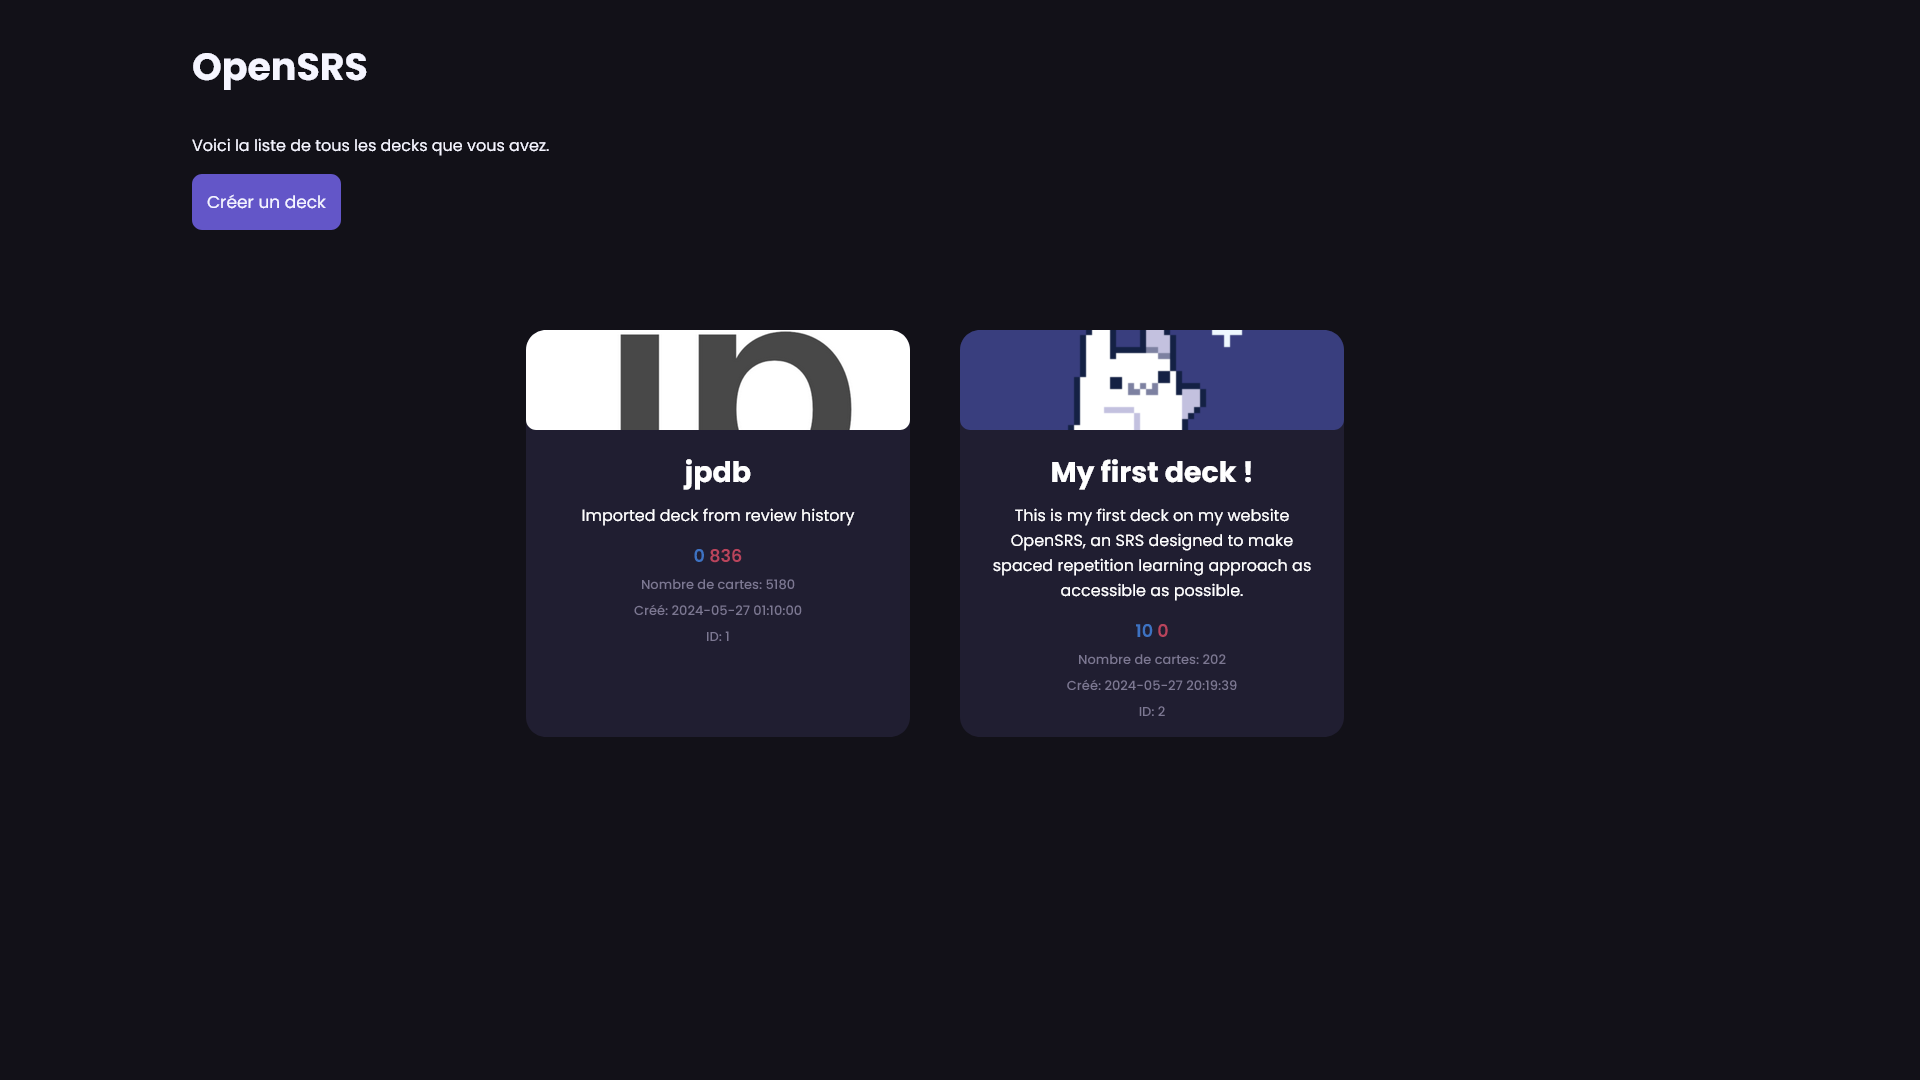 OpenSRS
Voici la liste de tous les decks que vous avez.
Créer un deck
jp
jpdb
Imported deck from review history
0 836
Nombre de cartes: 5180
Créé: 2024-05-27 01:10:00
ID: 1
My first deck !
This is my first deck on my website
OpenSRS, an SRS designed to make
spaced repetition learning approach as
accessible as possible.
10 0
Nombre de cartes: 202
Créé: 2024-05-27 20:19:39
ID: 2